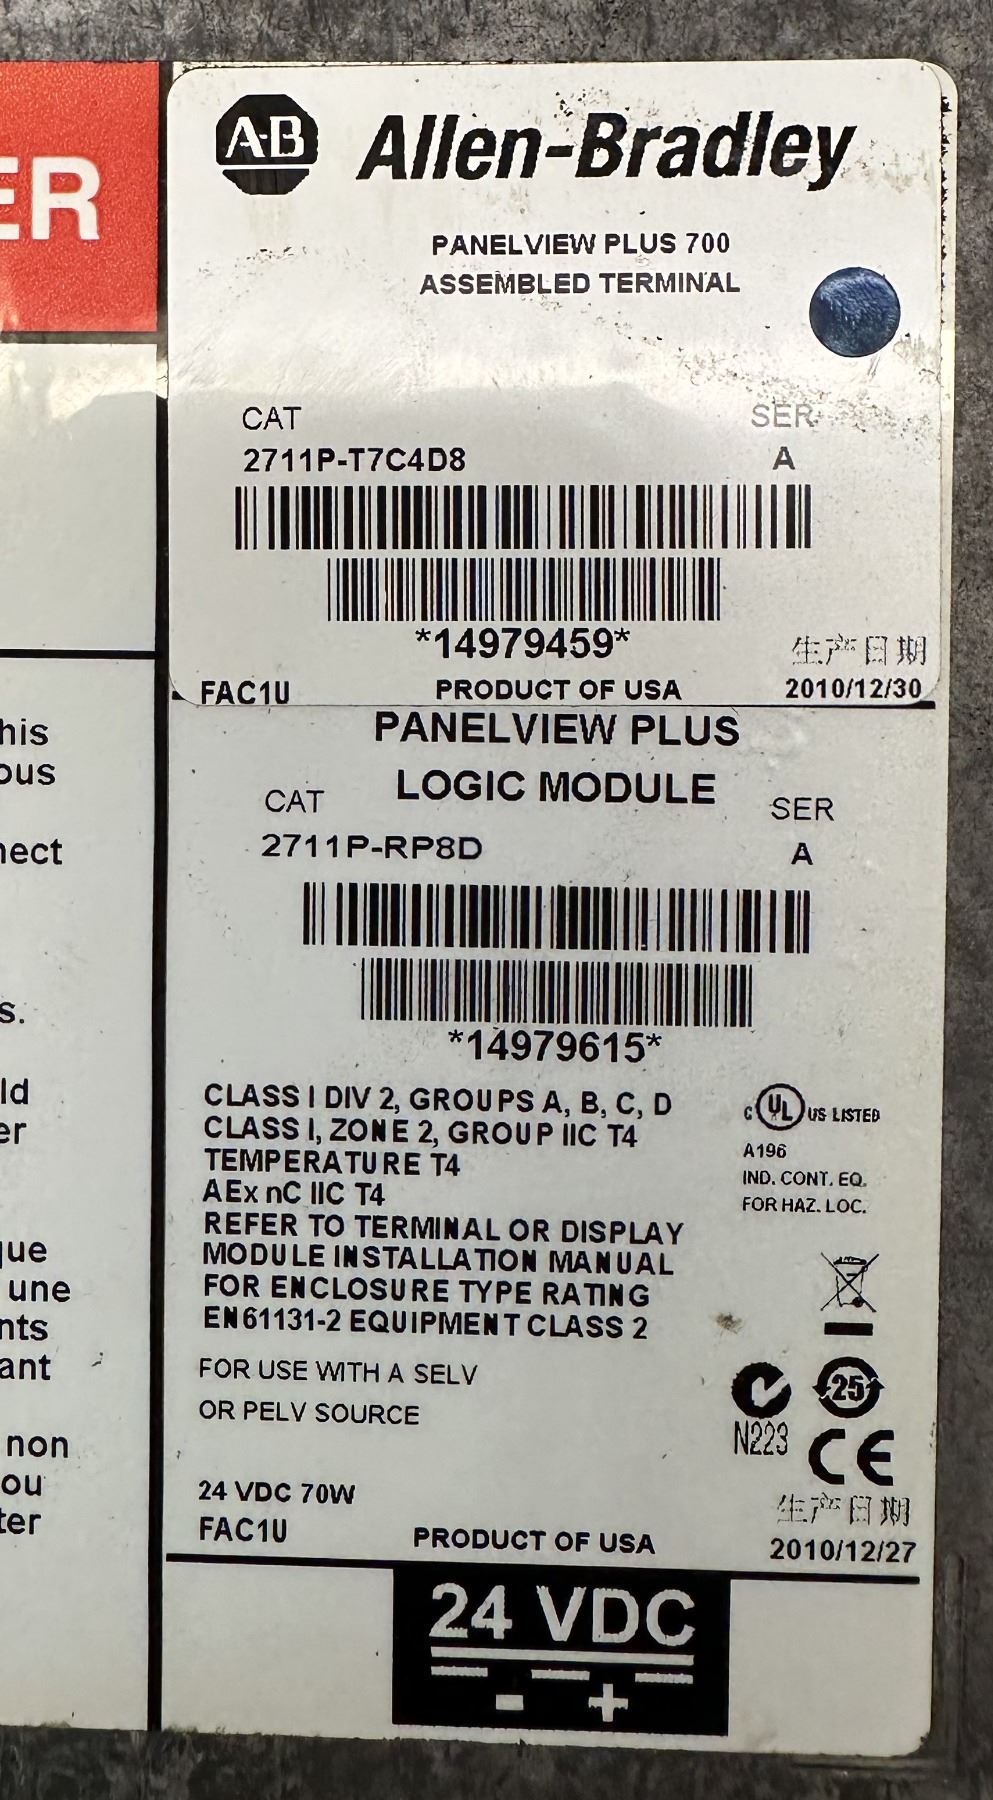 ER
A-B Allen-Bradley
PANELVIEW PLUS 700
ASSEMBLED TERMINAL
CAT SER
2711P-T7C4D8 A
*14979459*
生产日期
FAC1U PRODUCT OF USA 2010/12/30
PANELVIEW PLUS
LOGIC MODULE
CAT SER
2711P-RP8D A
*14979615*
CLASS I DIV 2, GROUPS A, B, C, D
CLASS I, ZONE 2, GROUP IIC T4
TEMPERATURE T4
AEx nC IIC T4
REFER TO TERMINAL OR DISPLAY
MODULE INSTALLATION MANUAL
FOR ENCLOSURE TYPE RATING
EN61131-2 EQUIPMENT CLASS 2
C UL US LISTED
A196
IND. CONT. EQ.
FOR HAZ. LOC.
FOR USE WITH A SELV
OR PELV SOURCE
25
N223
CE
24 VDC 70W
生产日期
FAC1U PRODUCT OF USA 2010/12/27
24 VDC
- +
his
ous
nect
s.
ld
er
que
une
nts
ant
non
ou
ter